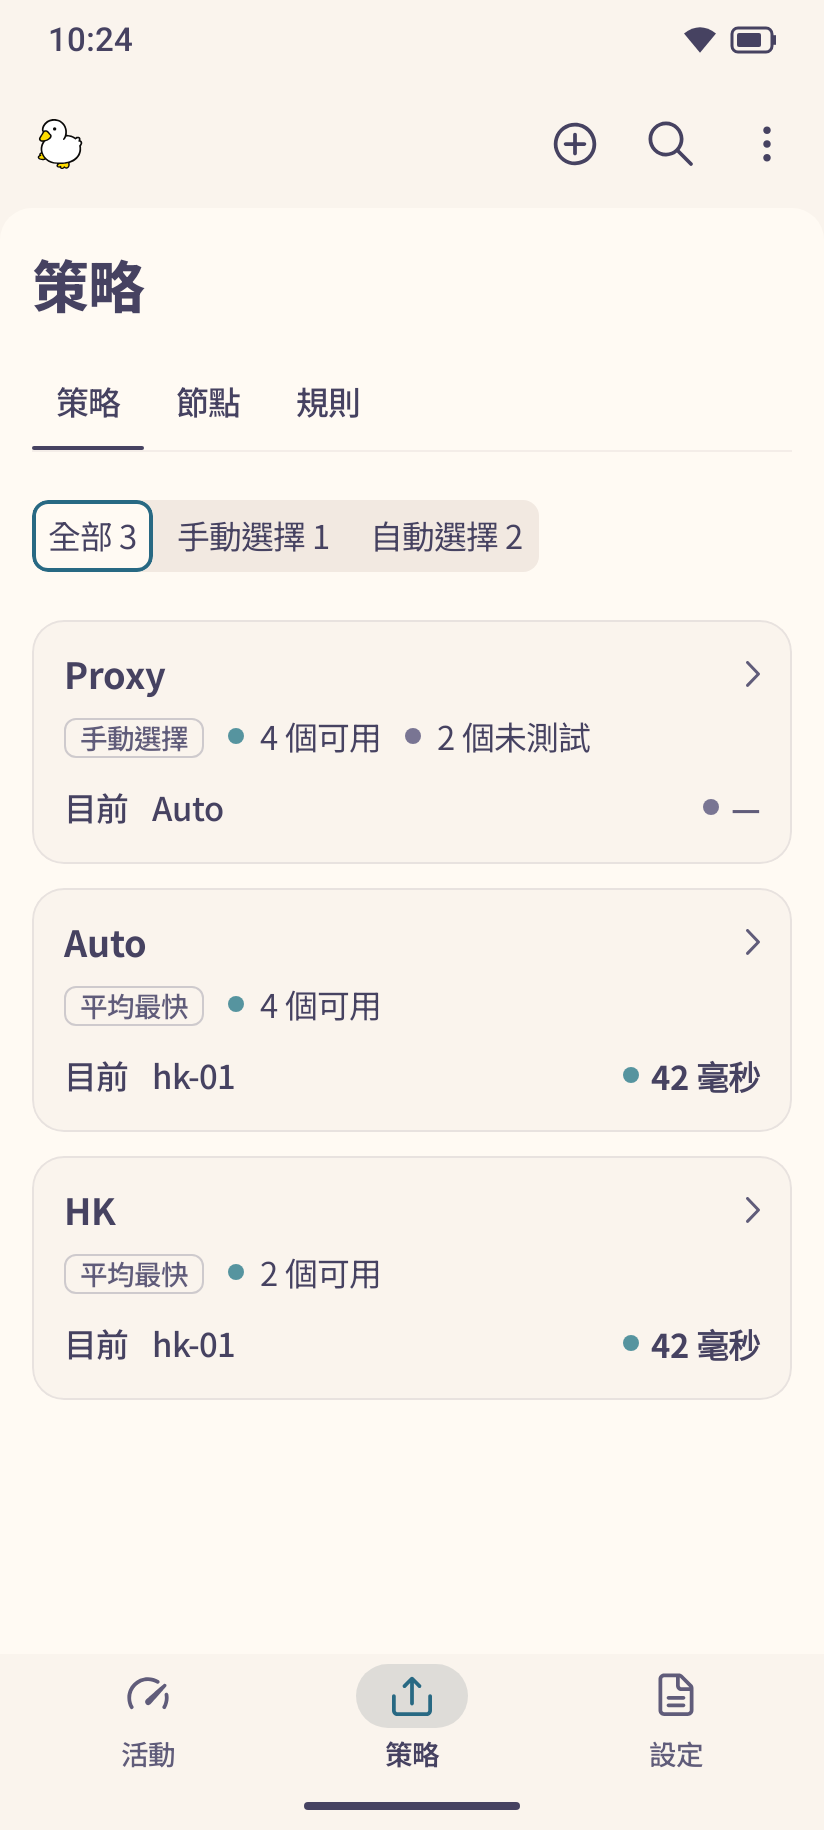 10:24
策略
策略 節點 規則
全部 3 手動選擇 1 自動選擇 2
Proxy
手動選擇 4 個可用 2 個未測試
目前 Auto —
Auto
平均最快 4 個可用
目前 hk-01 42 毫秒
HK
平均最快 2 個可用
目前 hk-01 42 毫秒
活動 策略 設定